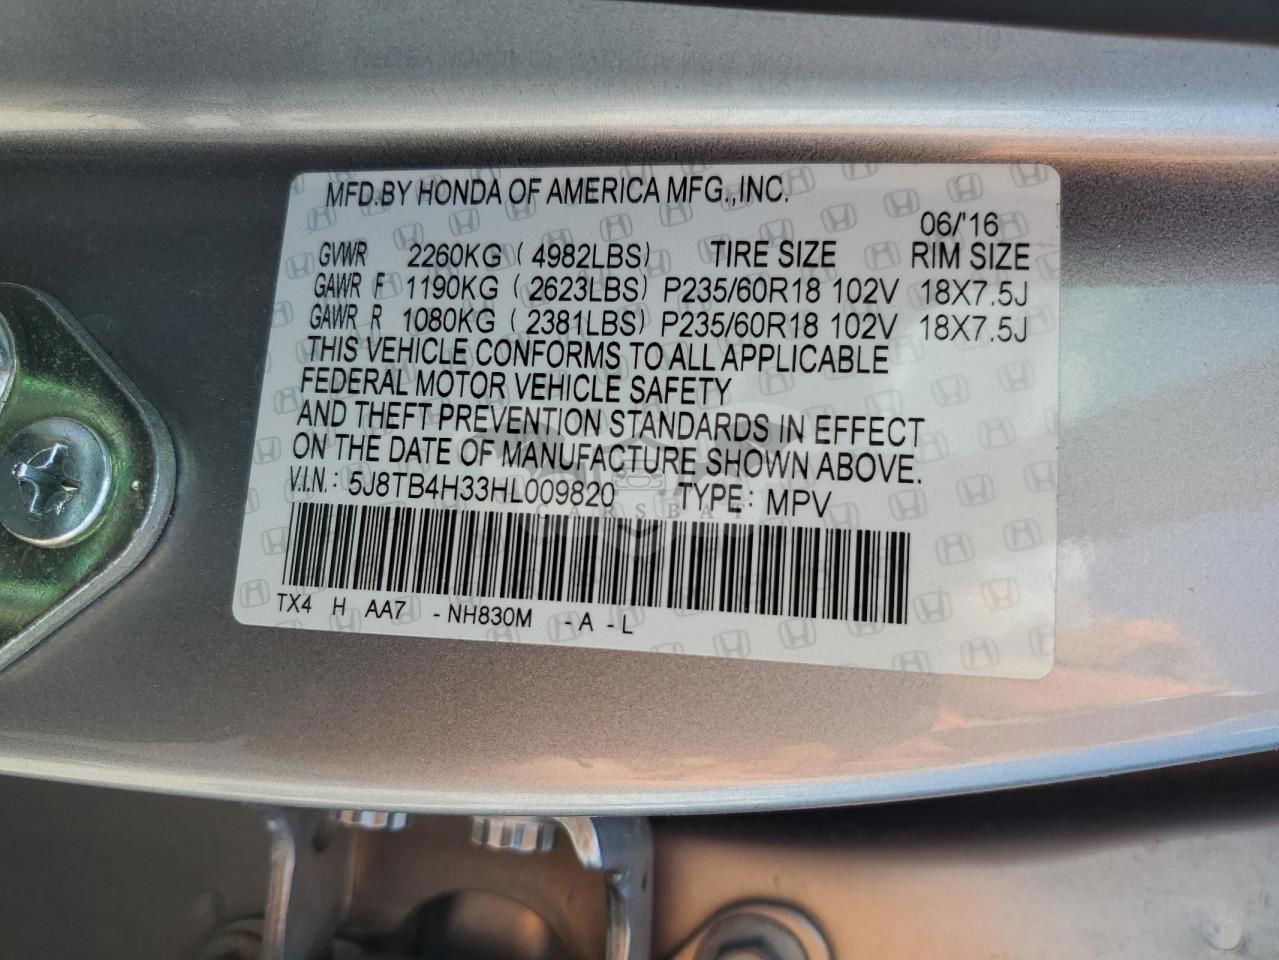 MFD.BY HONDA OF AMERICA MFG.,INC.
06/'16
GVWR 2260KG ( 4982LBS) TIRE SIZE RIM SIZE
GAWR F 1190KG (2623LBS) P235/60R18 102V 18X7.5J
GAWR R 1080KG (2381LBS) P235/60R18 102V 18X7.5J
THIS VEHICLE CONFORMS TO ALL APPLICABLE
FEDERAL MOTOR VEHICLE SAFETY
AND THEFT PREVENTION STANDARDS IN EFFECT
ON THE DATE OF MANUFACTURE SHOWN ABOVE.
V.I.N.: 5J8TB4H33HL009820 TYPE: MPV
CARSBAT
TX4 H AA7 -NH830M -A -L